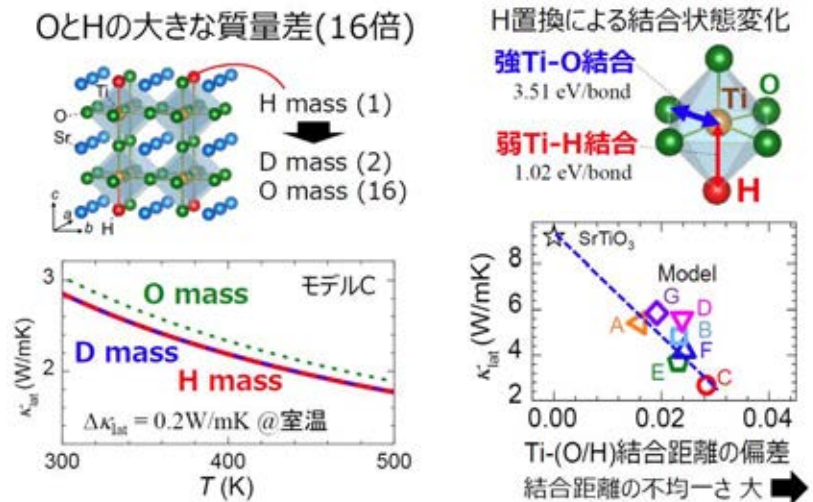 OとHの大きな質量差(16倍)
Ti
O
Sr
H
c
a
b
H mass (1)
D mass (2)
O mass (16)
3
2
κlat (W/mK)
O mass
モデルC
D mass
H mass
Δκlat = 0.2W/mK @室温
300
400
500
T (K)
H置換による結合状態変化
強Ti-O結合
3.51 eV/bond
弱Ti-H結合
1.02 eV/bond
Ti
O
H
8
6
4
2
κlat (W/mK)
SrTiO3
Model
A
G
D
B
F
E
C
0.00
0.02
0.04
Ti-(O/H)結合距離の偏差
結合距離の不均一さ 大